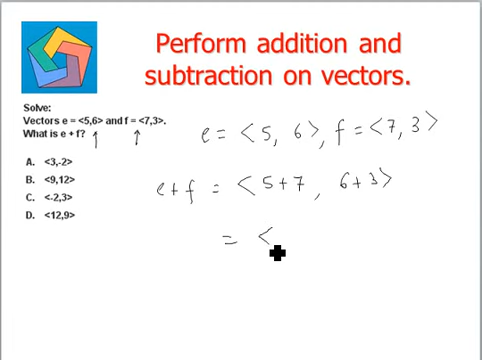 Perform addition and
subtraction on vectors.
Solve:
Vectors e = <5,6> and f = <7,3>.
What is e + f?
A. <3,-2>
B. <9,12>
C. <-2,3>
D. <12,9>
e = <5, 6>, f = <7, 3>
e+f = <5+7, 6+3>
= <